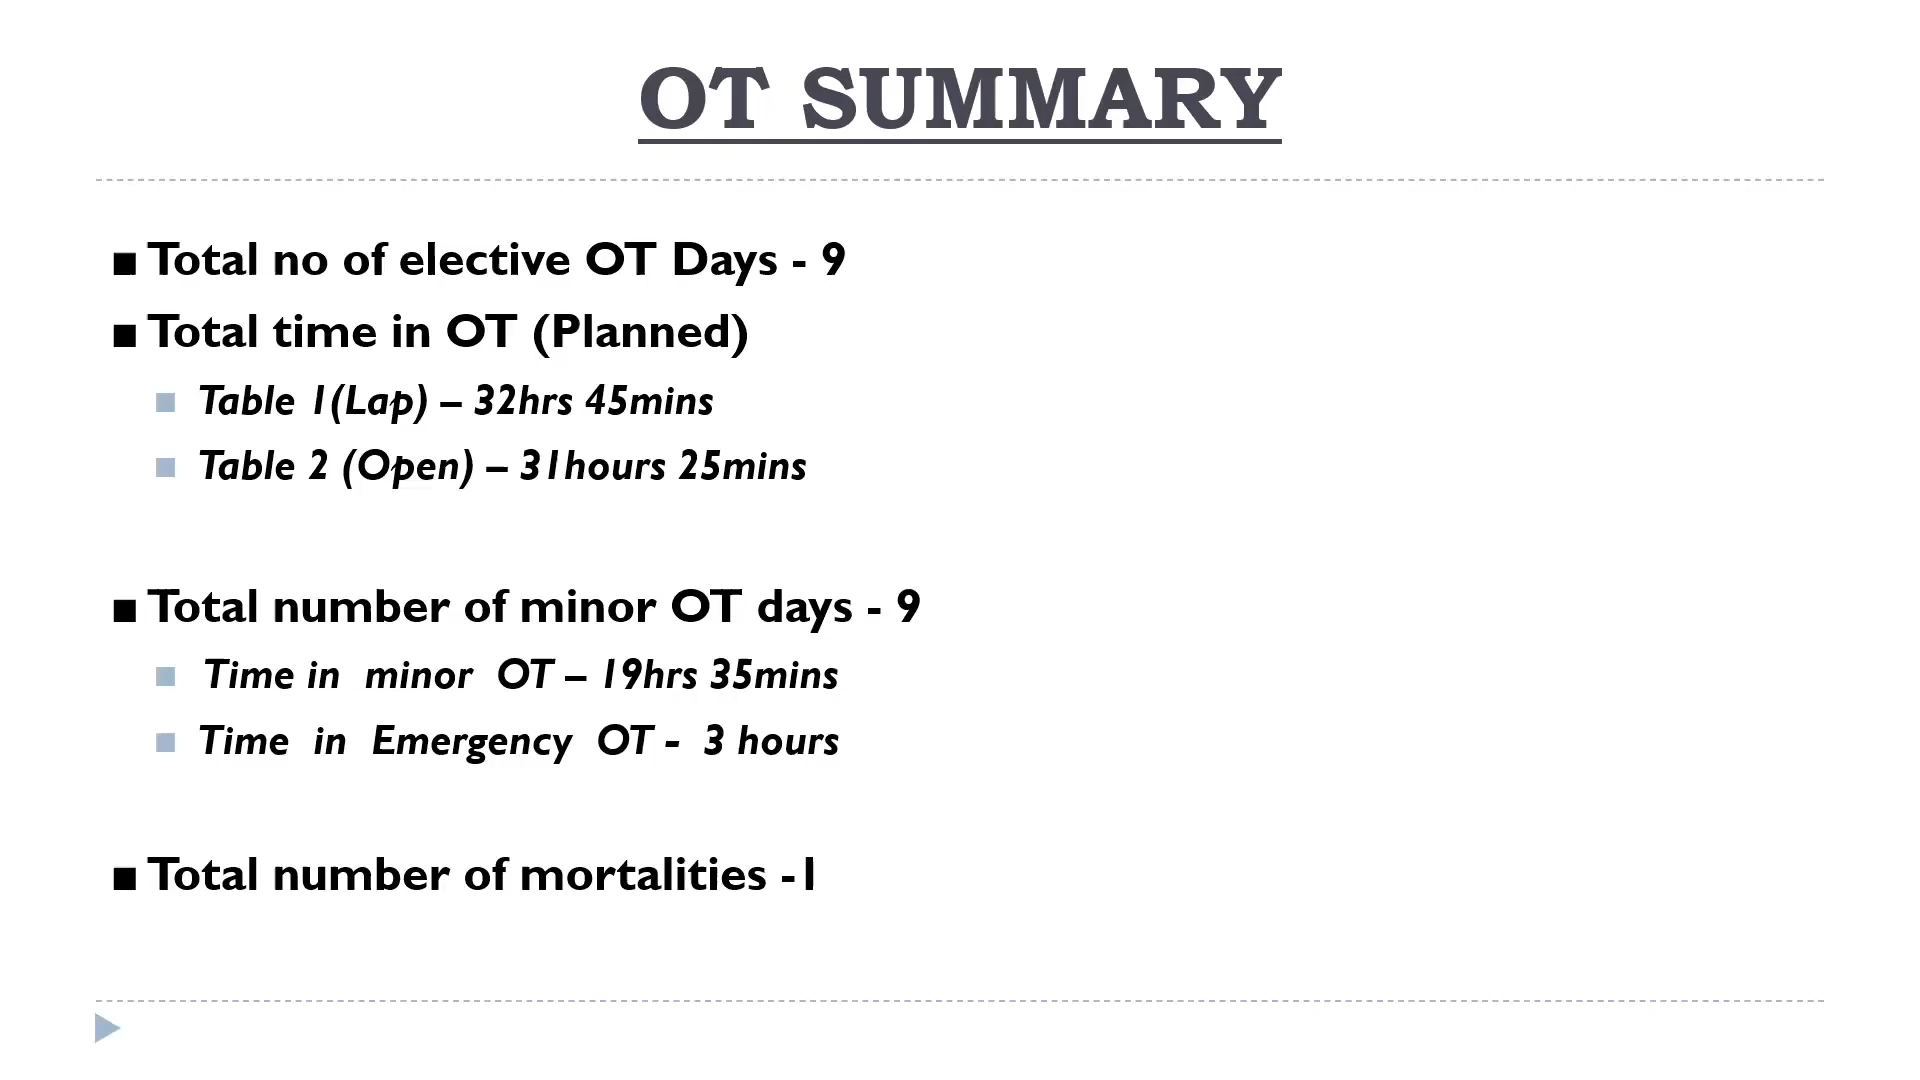 OT SUMMARY
Total no of elective OT Days - 9
Total time in OT (Planned)
Table 1(Lap) – 32hrs 45mins
Table 2 (Open) – 31hours 25mins
Total number of minor OT days - 9
Time in minor OT – 19hrs 35mins
Time in Emergency OT - 3 hours
Total number of mortalities -1